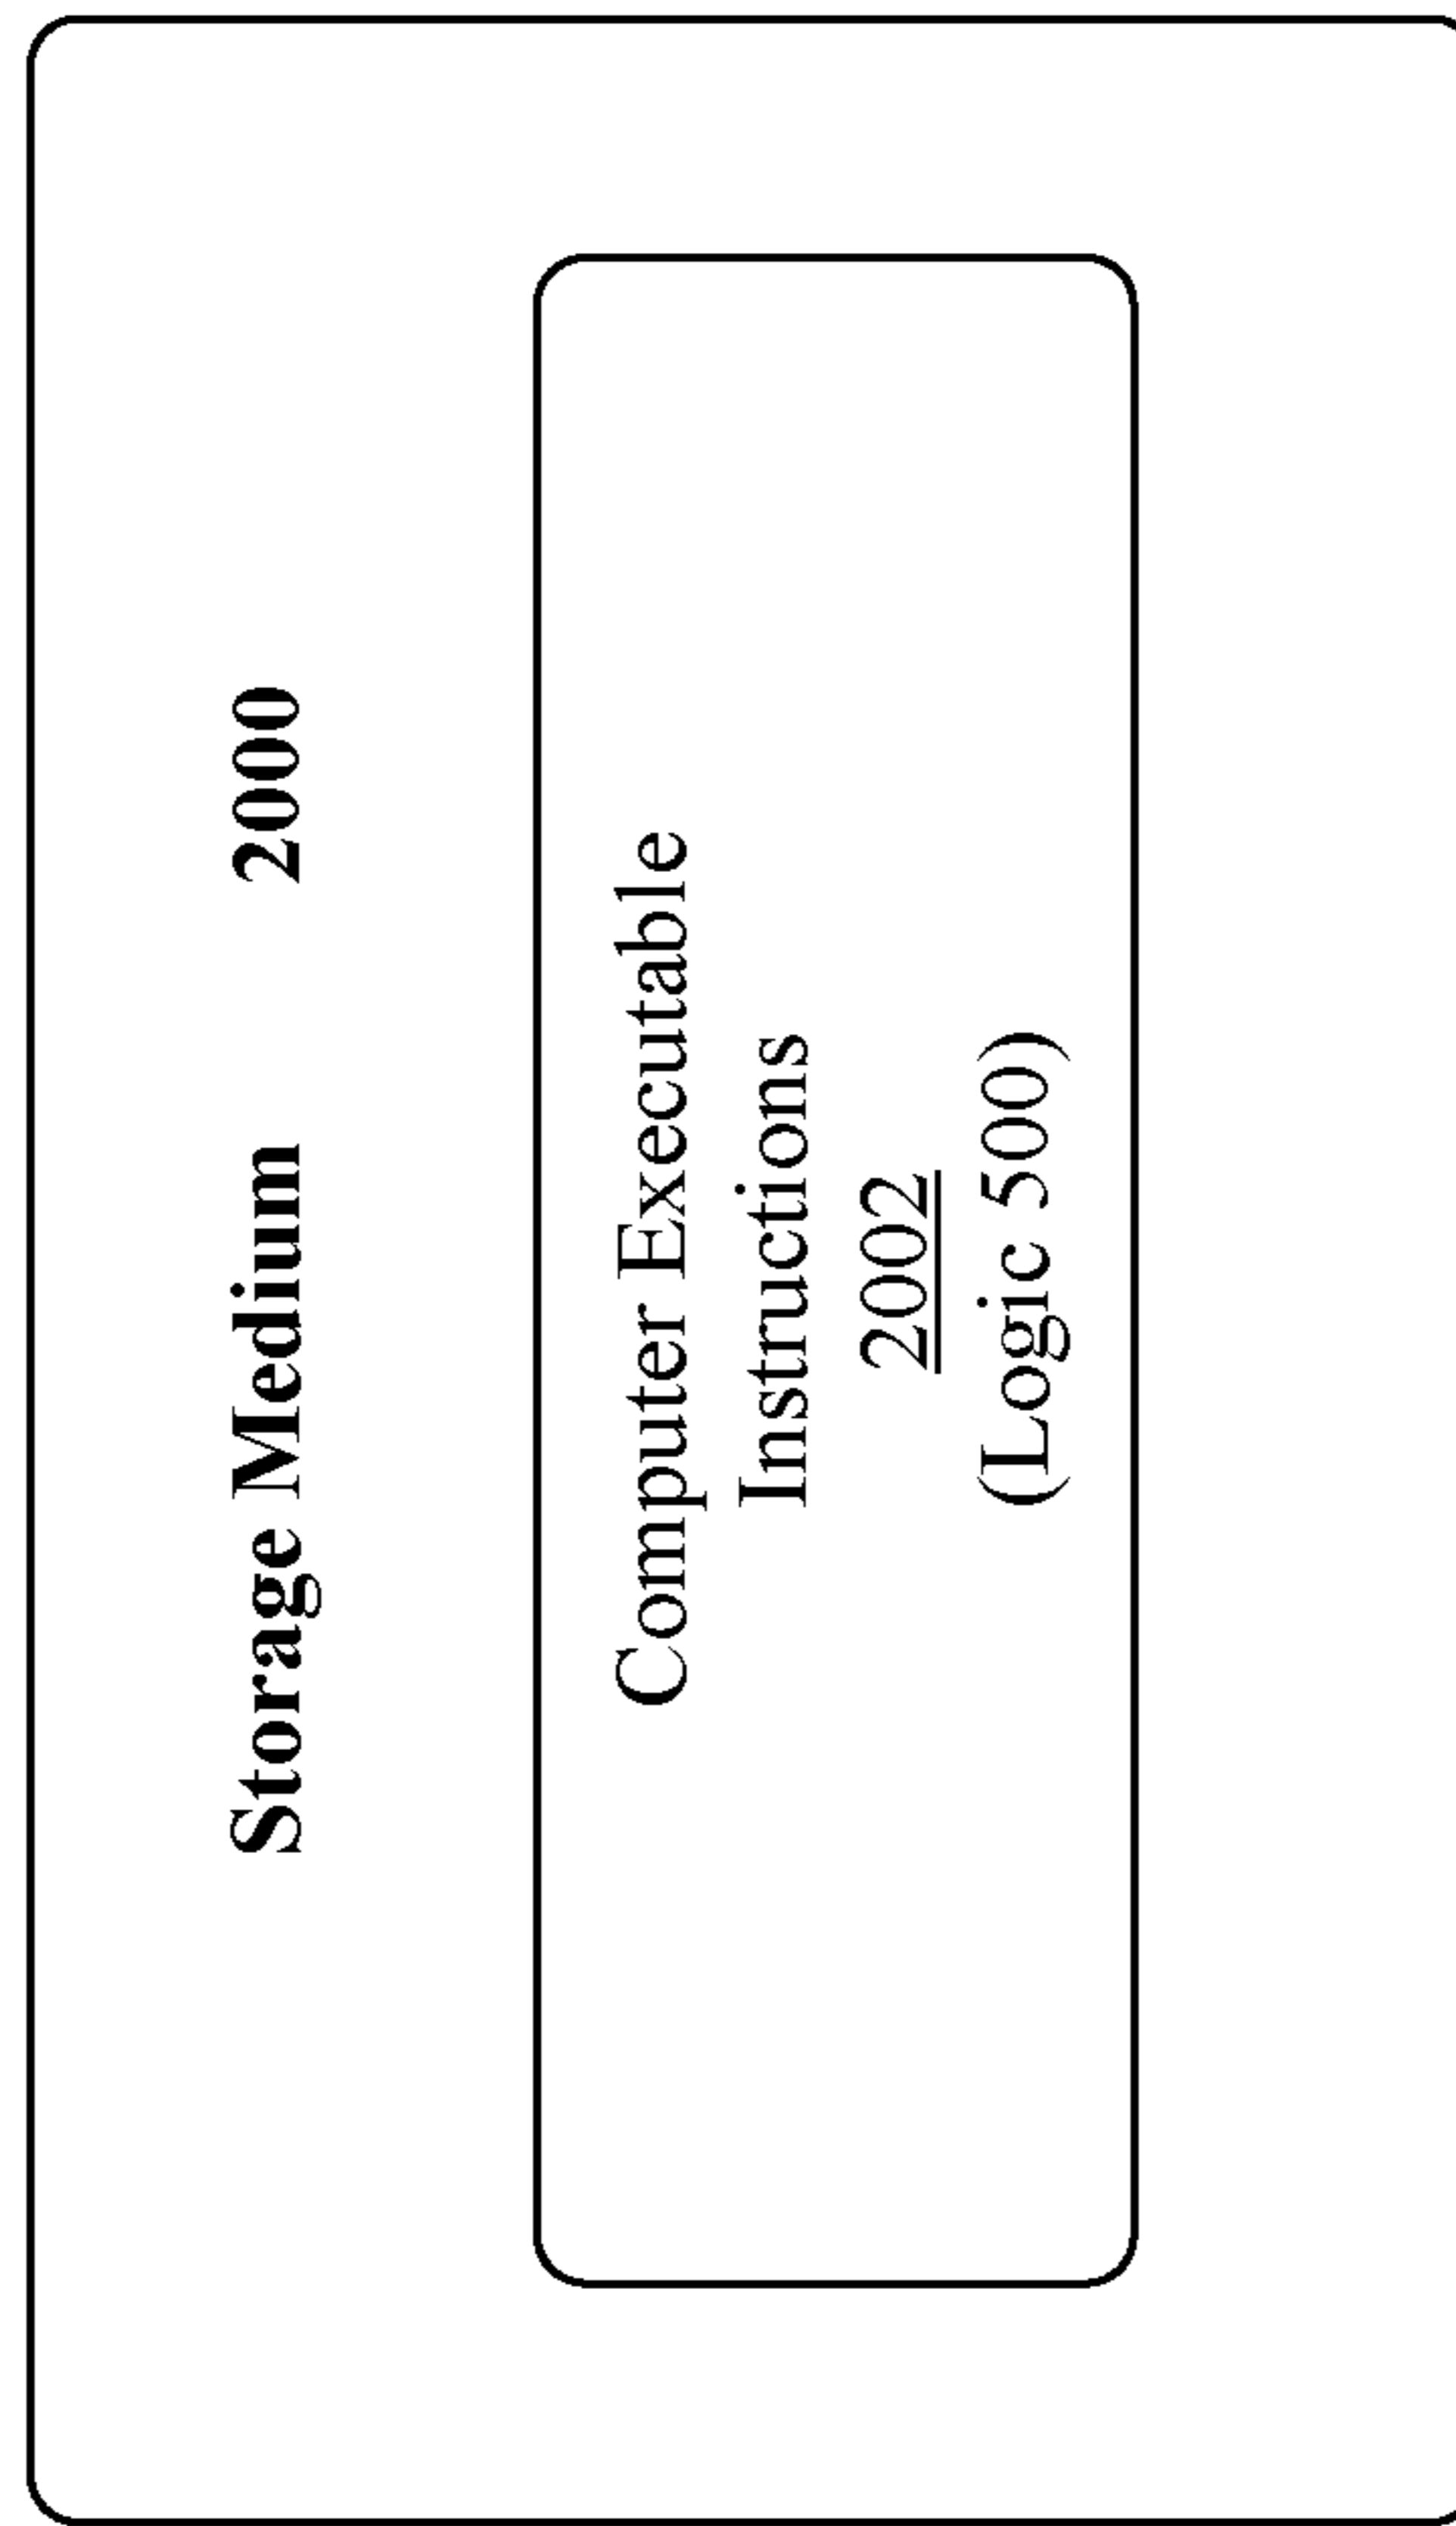 Storage Medium 2000
Computer Executable
Instructions
2002
(Logic 500)